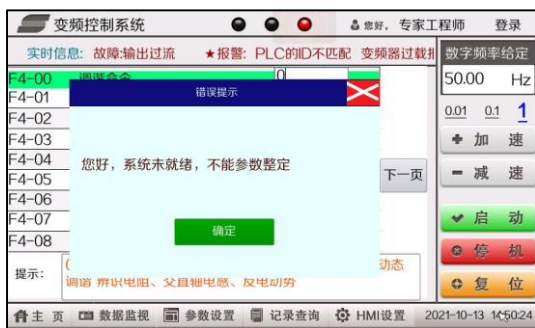 变频控制系统
您好，专家工程师
登录
实时信息: 故障:输出过流 ★报警: PLC的ID不匹配 变频器过载报
数字频率给定
F4-00
0
50.00 Hz
F4-01
错误提示
F4-02
0.01 0.1 1
F4-03
加 速
F4-04
您好，系统未就绪，不能参数整定
下一页
F4-05
减 速
F4-06
F4-07
确定
启 动
F4-08
停 机
提示:
动态
调谐 辨识电阻、交直轴电感、反电动势
复 位
主 页 数据监视 参数设置 记录查询 HMI设置 2021-10-13 14:50:24